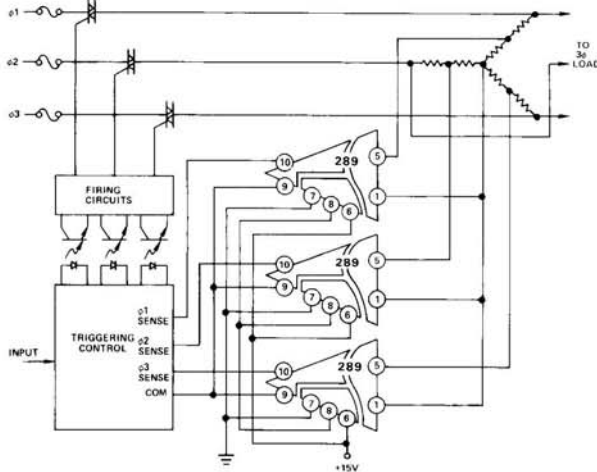 φ1
φ2
φ3
TO
3φ
LOAD
FIRING
CIRCUITS
TRIGGERING
CONTROL
INPUT
φ1
SENSE
φ2
SENSE
φ3
SENSE
COM
10
9
289
5
1
7
8
6
10
9
289
5
1
7
8
6
10
9
289
5
1
7
8
6
+15V